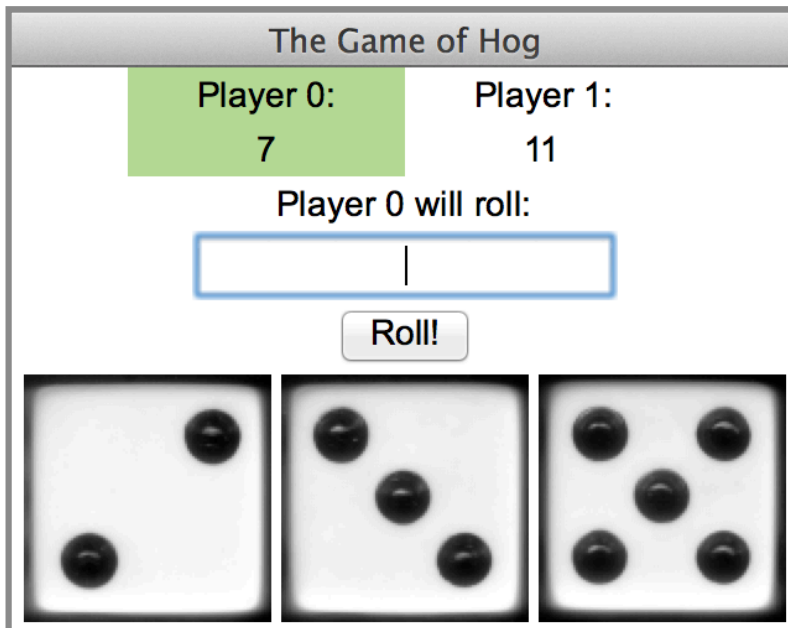 The Game of Hog
Player 0: Player 1:
7 11
Player 0 will roll:
Roll!